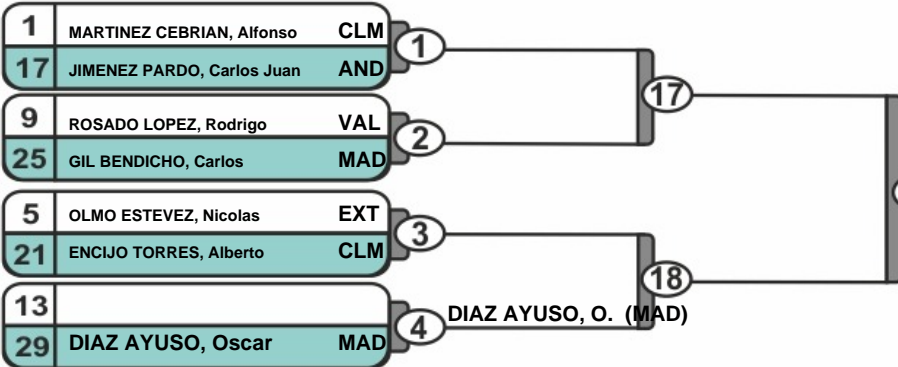 1 MARTINEZ CEBRIAN, Alfonso CLM
17 JIMENEZ PARDO, Carlos Juan AND
1
17
9 ROSADO LOPEZ, Rodrigo VAL
25 GIL BENDICHO, Carlos MAD
2
5 OLMO ESTEVEZ, Nicolas EXT
21 ENCIJO TORRES, Alberto CLM
3
18
13
29 DIAZ AYUSO, Oscar MAD
4
DIAZ AYUSO, O. (MAD)